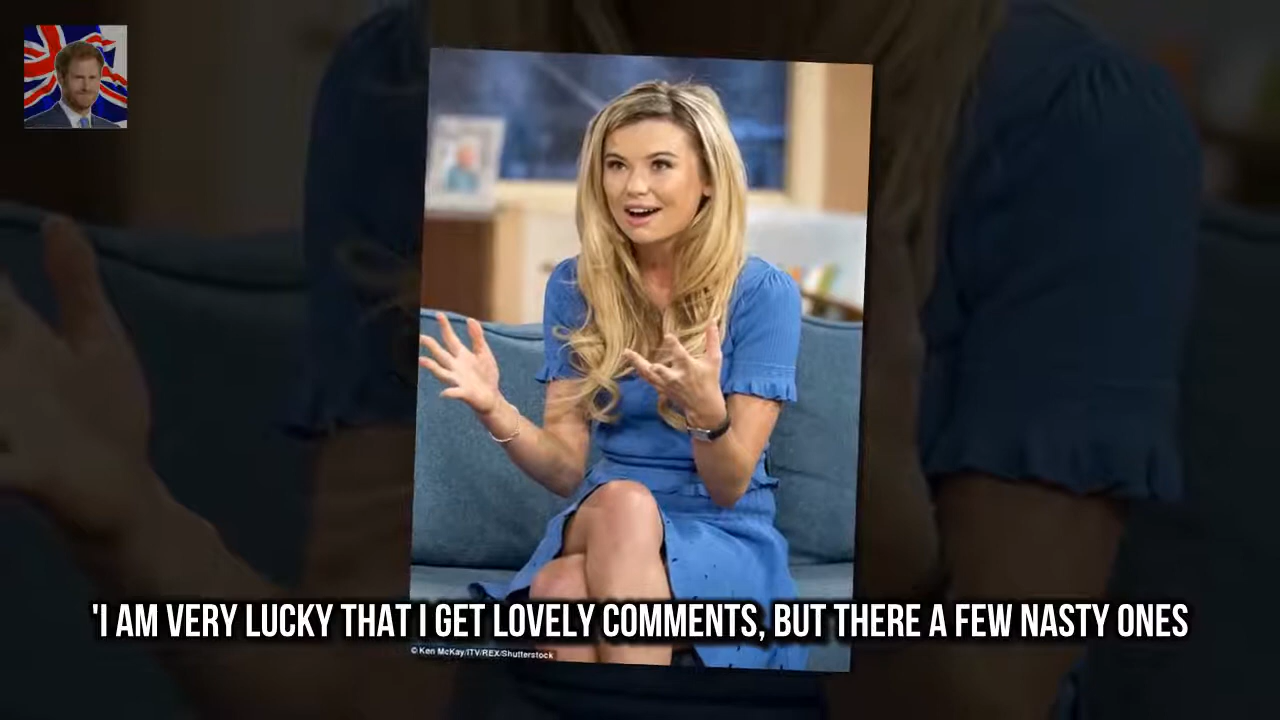 'I AM VERY LUCKY THAT I GET LOVELY COMMENTS, BUT THERE A FEW NASTY ONES
© Ken McKay/ITV/REX/Shutterstock